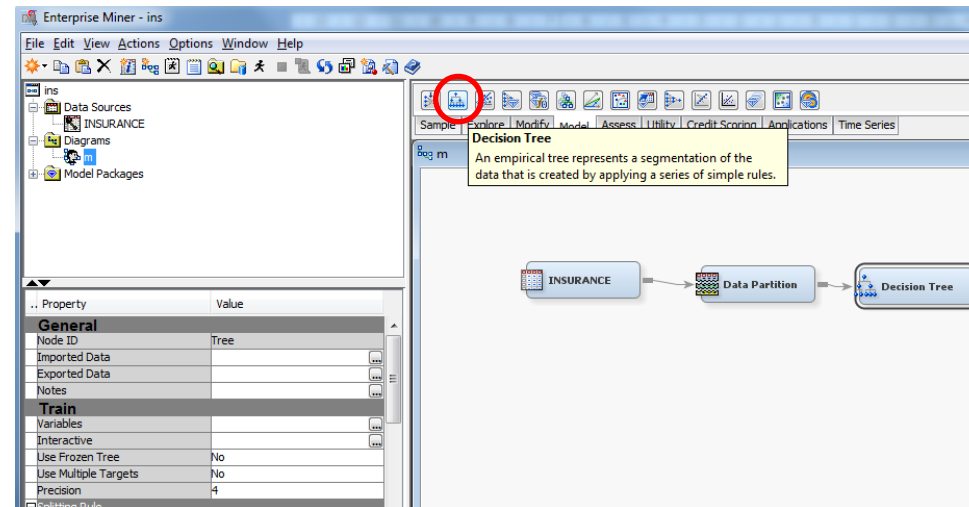 Enterprise Miner - ins
File Edit View Actions Options Window Help
ins
Data Sources
INSURANCE
Diagrams
m
Model Packages
.. Property Value
General
Node ID Tree
Imported Data ...
Exported Data ...
Notes ...
Train
Variables ...
Interactive ...
Use Frozen Tree No
Use Multiple Targets No
Precision 4
Splitting Rule
Sample Explore Modify Model Assess Utility Credit Scoring Applications Time Series
Decision Tree
An empirical tree represents a segmentation of the
data that is created by applying a series of simple rules.
m
INSURANCE
Data Partition
Decision Tree